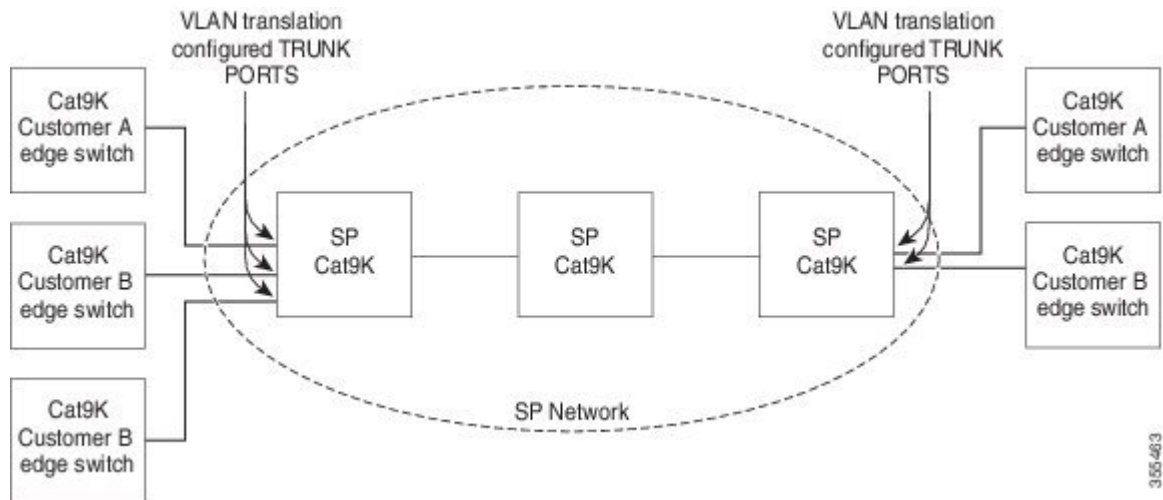 VLAN translation
configured TRUNK
PORTS
VLAN translation
configured TRUNK
PORTS
Cat9K
Customer A
edge switch
Cat9K
Customer A
edge switch
SP
Cat9K
SP
Cat9K
SP
Cat9K
Cat9K
Customer B
edge switch
Cat9K
Customer B
edge switch
Cat9K
Customer B
edge switch
SP Network
355463